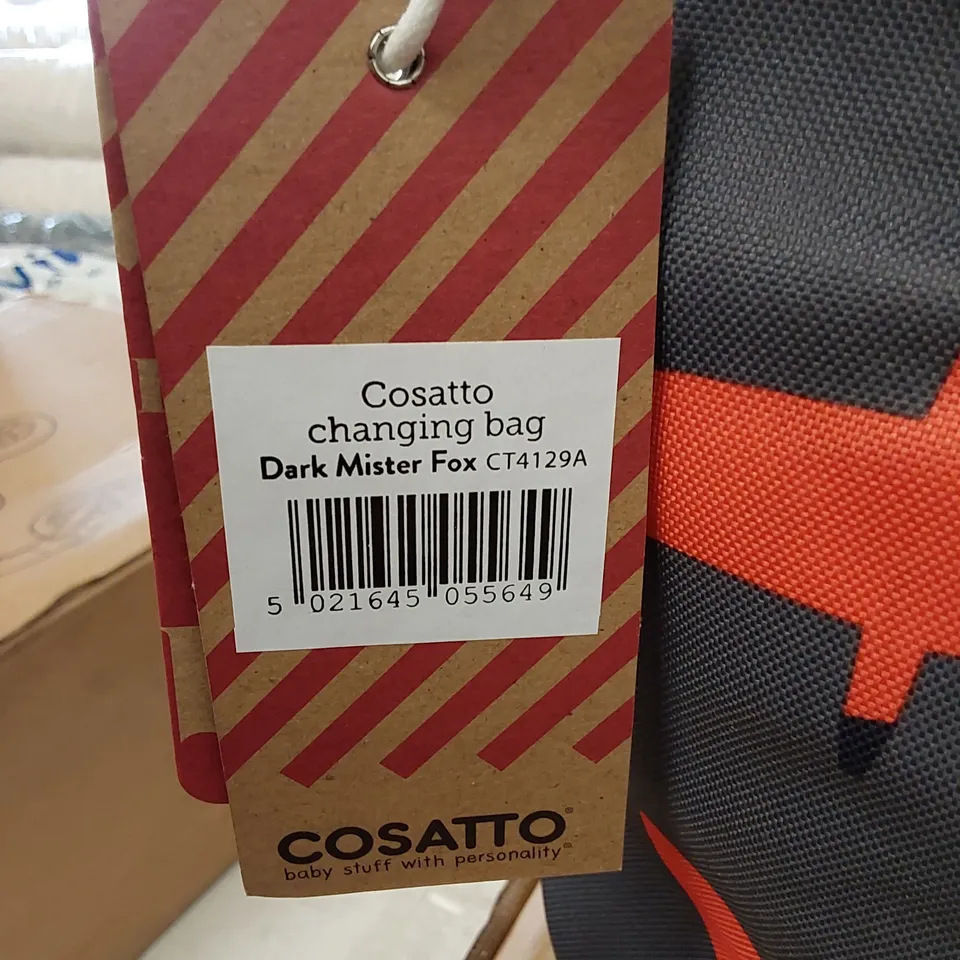 Cosatto
changing bag
Dark Mister Fox CT4129A
5 021645 055649
COSATTO®
baby stuff with personality®